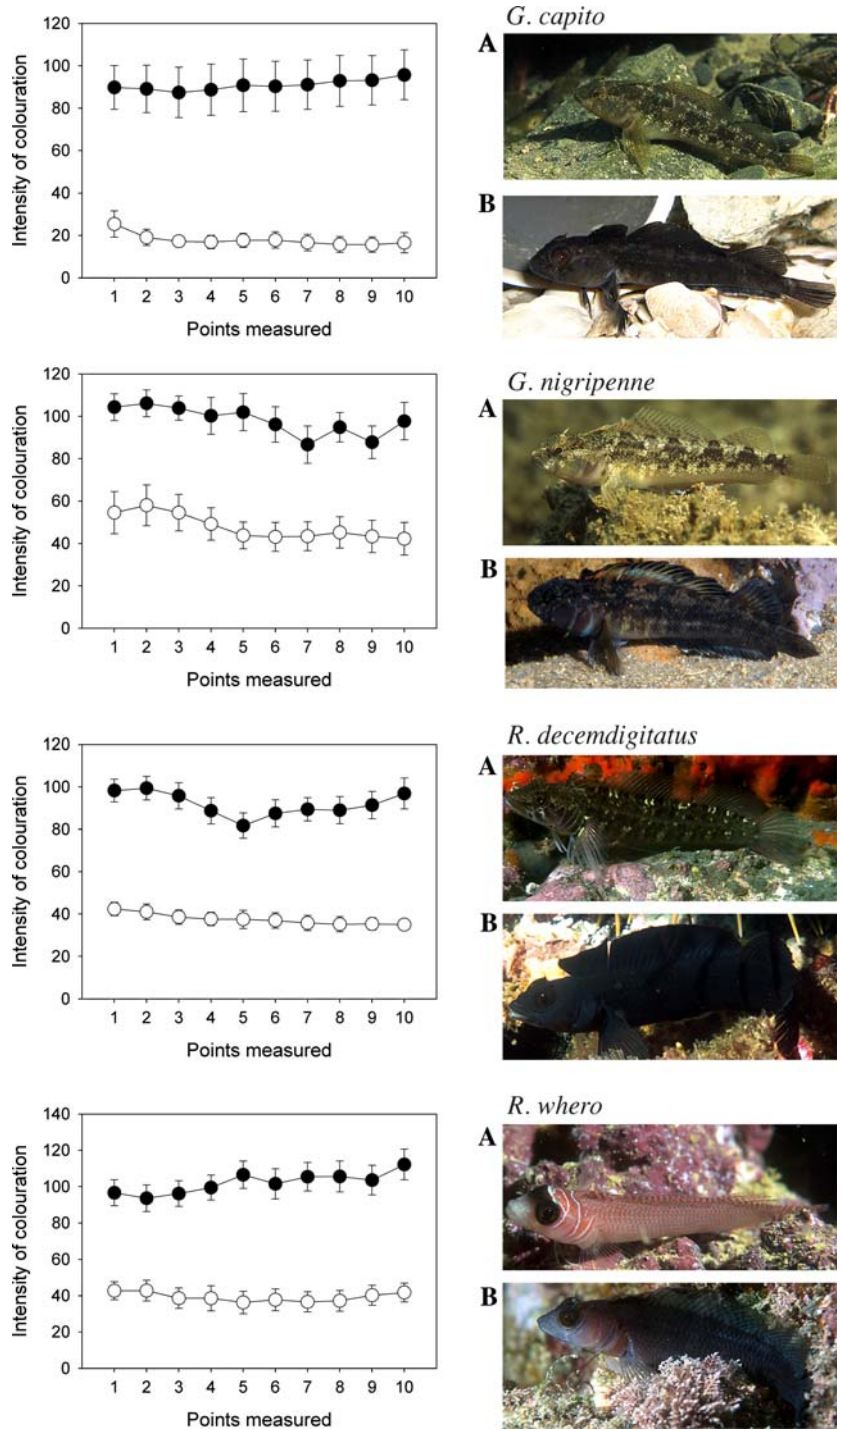 G. capito
120
100
80
60
40
20
0
Intensity of colouration
1 2 3 4 5 6 7 8 9 10
Points measured
A
B
G. nigripenne
120
100
80
60
40
20
0
Intensity of colouration
1 2 3 4 5 6 7 8 9 10
Points measured
A
B
R. decemdigitatus
120
100
80
60
40
20
0
Intensity of colouration
1 2 3 4 5 6 7 8 9 10
Points measured
A
B
R. whero
140
120
100
80
60
40
20
0
Intensity of colouration
1 2 3 4 5 6 7 8 9 10
Points measured
A
B